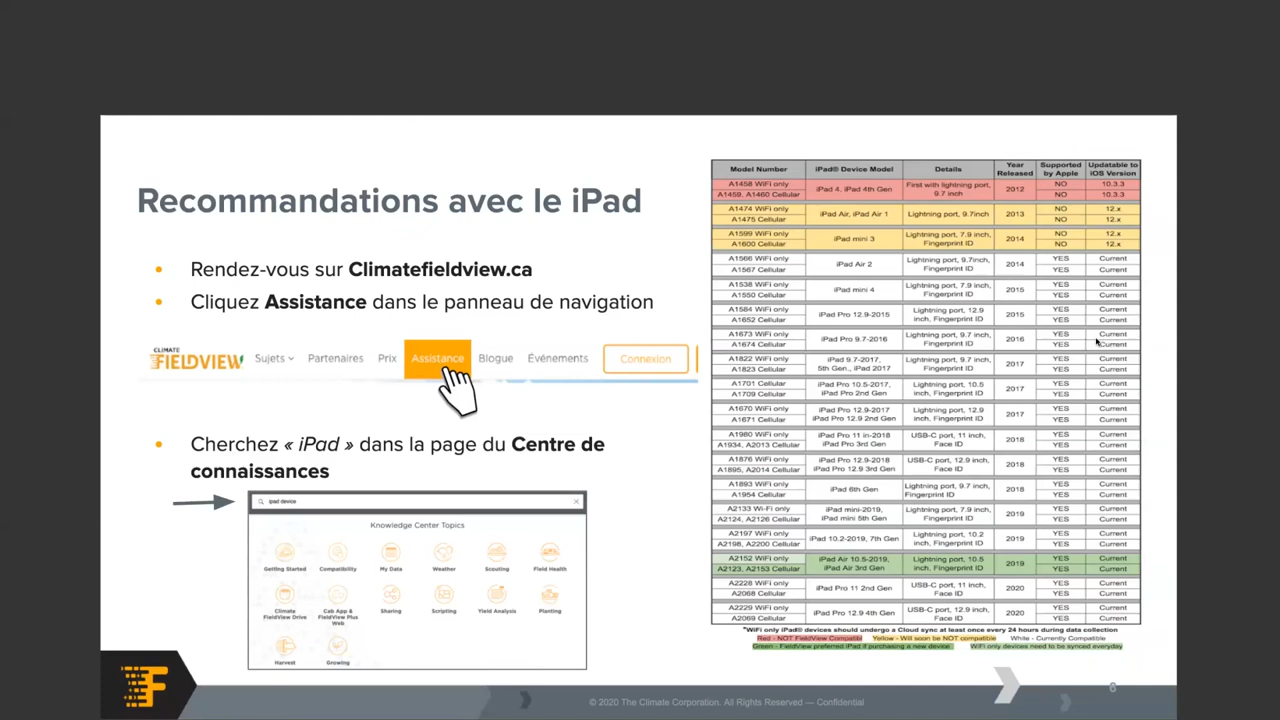 Recommandations avec le iPad
• Rendez-vous sur Climatefieldview.ca
• Cliquez Assistance dans le panneau de navigation
CLIMATE FIELDVIEW Sujets Partenaires Prix Assistance Blogue Événements Connexion
• Cherchez « iPad » dans la page du Centre de
connaissances
ipad device
Knowledge Center Topics
Getting Started Compatibility My Data Weather Scouting Field Health
Climate FieldView Drive Cab App & FieldView Plus Web Sharing Scripting Yield Analysis Planting
Harvest Growing
Model Number iPad® Device Model Details Year Released Supported by Apple Updatable to iOS Version
A1458 WiFi only iPad 4. iPad 4th Gen First with lightning port, 9.7 inch 2012 NO 10.3.3
A1459, A1460 Cellular NO 10.3.3
A1474 WiFi only iPad Air, iPad Air 1 Lightning port, 9.7inch 2013 NO 12.x
A1475 Cellular NO 12.x
A1599 WiFi only iPad mini 3 Lightning port, 7.9 inch, Fingerprint ID 2014 NO 12.x
A1600 Cellular NO 12.x
A1566 WiFi only iPad Air 2 Lightning port, 9.7inch, Fingerprint ID 2014 YES Current
A1567 Cellular YES Current
A1538 WiFi only iPad mini 4 Lightning port, 7.9 inch, Fingerprint ID 2015 YES Current
A1550 Cellular YES Current
A1584 WiFi only iPad Pro 12.9-2015 Lightning port, 12.9 inch, Fingerprint ID 2015 YES Current
A1652 Cellular YES Current
A1673 WiFi only iPad Pro 9.7-2016 Lightning port, 9.7 inch, Fingerprint ID 2016 YES Current
A1674 Cellular YES Current
A1822 WiFi only iPad 9.7-2017, 5th Gen., iPad 2017 Lightning port, 9.7 inch, Fingerprint ID 2017 YES Current
A1823 Cellular YES Current
A1701 WiFi only iPad Pro 10.5-2017, iPad Pro 2nd Gen Lightning port, 10.5 inch, Fingerprint ID 2017 YES Current
A1709 Cellular YES Current
A1670 WiFi only iPad Pro 12.9-2017 iPad Pro 12.9 2nd Gen Lightning port, 12.9 inch, Fingerprint ID 2017 YES Current
A1671 Cellular YES Current
A1980 WiFi only iPad Pro 11 in-2018 iPad Pro 3rd Gen USB-C port, 11 inch, Face ID 2018 YES Current
A1934, A2013 Cellular YES Current
A1876 WiFi only iPad Pro 12.9-2018 iPad Pro 12.9 3rd Gen USB-C port, 12.9 inch, Face ID 2018 YES Current
A1895, A2014 Cellular YES Current
A1893 WiFi only iPad 6th Gen Lightning port, 9.7 inch, Fingerprint ID 2018 YES Current
A1954 Cellular YES Current
A2133 Wi-Fi only iPad mini-2019, iPad mini 5th Gen Lightning port, 7.9 inch, Fingerprint ID 2019 YES Current
A2124, A2126 Cellular YES Current
A2197 WiFi only iPad 10.2-2019, 7th Gen Lightning port, 10.2 inch, Fingerprint ID 2019 YES Current
A2198, A2200 Cellular YES Current
A2152 WiFi only iPad Air 10.5-2019, iPad Air 3rd Gen Lightning port, 10.5 inch, Fingerprint ID 2019 YES Current
A2123, A2153 Cellular YES Current
A2228 WiFi only iPad Pro 11 2nd Gen USB-C port, 11 inch, Face ID 2020 YES Current
A2068 Cellular YES Current
A2229 WiFi only iPad Pro 12.9 4th Gen USB-C port, 12.9 inch, Face ID 2020 YES Current
A2069 Cellular YES Current
*WiFi only iPad® devices should undergo a Cloud sync at least once every 24 hours during data collection
Red - NOT FieldView Compatible Yellow - Will soon be NOT compatible White - Currently Compatible
Green - FieldView preferred iPad if purchasing a new device WiFi only devices need to be synced everyday
© 2020 The Climate Corporation. All Rights Reserved — Confidential
6